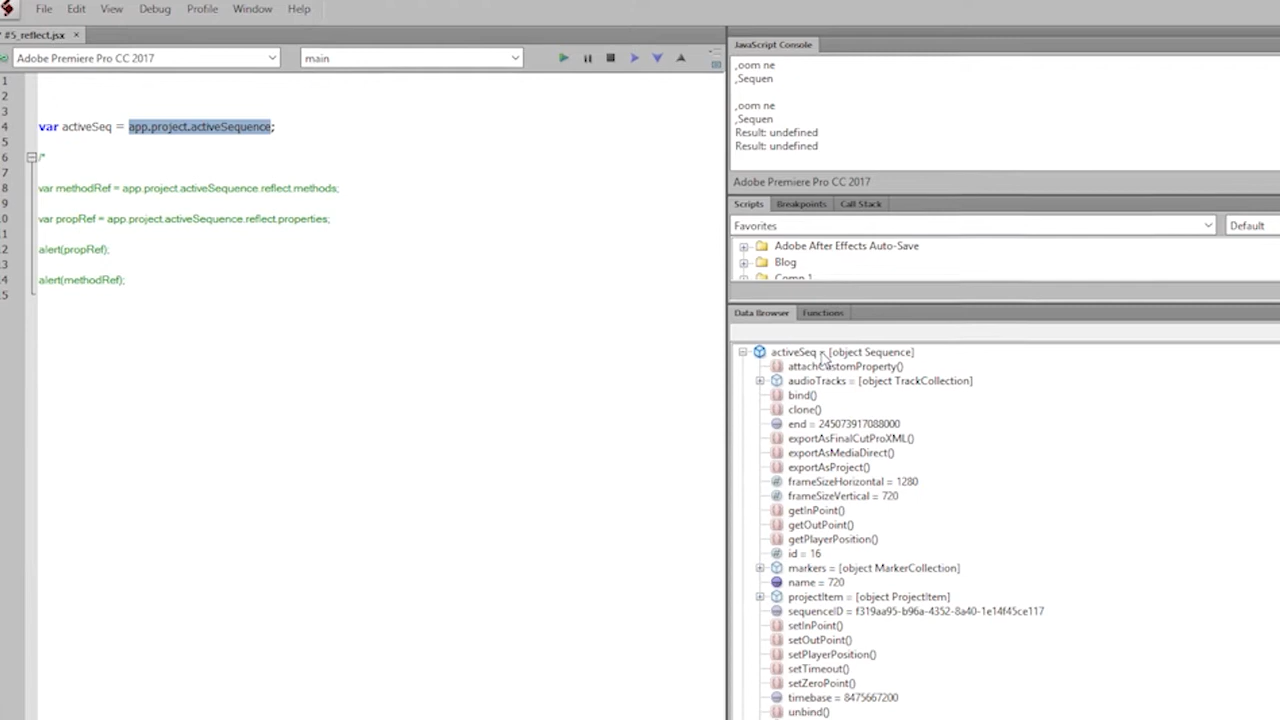 File Edit View Debug Profile Window Help
* #5_reflect.jsx ×
Adobe Premiere Pro CC 2017 main
1
2
3
4 var activeSeq = app.project.activeSequence;
5
6 /*
7
8 var methodRef = app.project.activeSequence.reflect.methods;
9
10 var propRef = app.project.activeSequence.reflect.properties;
11
12 alert(propRef);
13
14 alert(methodRef);
15
JavaScript Console
,oom ne
,Sequen
,oom ne
,Sequen
Result: undefined
Result: undefined
Adobe Premiere Pro CC 2017
Scripts Breakpoints Call Stack
Favorites Default
Adobe After Effects Auto-Save
Blog
Comp 1
Data Browser Functions
activeSeq = [object Sequence]
attachCustomProperty()
audioTracks = [object TrackCollection]
bind()
clone()
end = 245073917088000
exportAsFinalCutProXML()
exportAsMediaDirect()
exportAsProject()
frameSizeHorizontal = 1280
frameSizeVertical = 720
getInPoint()
getOutPoint()
getPlayerPosition()
id = 16
markers = [object MarkerCollection]
name = 720
projectItem = [object ProjectItem]
sequenceID = f319aa95-b96a-4352-8a40-1e14f45ce117
setInPoint()
setOutPoint()
setPlayerPosition()
setTimeout()
setZeroPoint()
timebase = 8475667200
unbind()